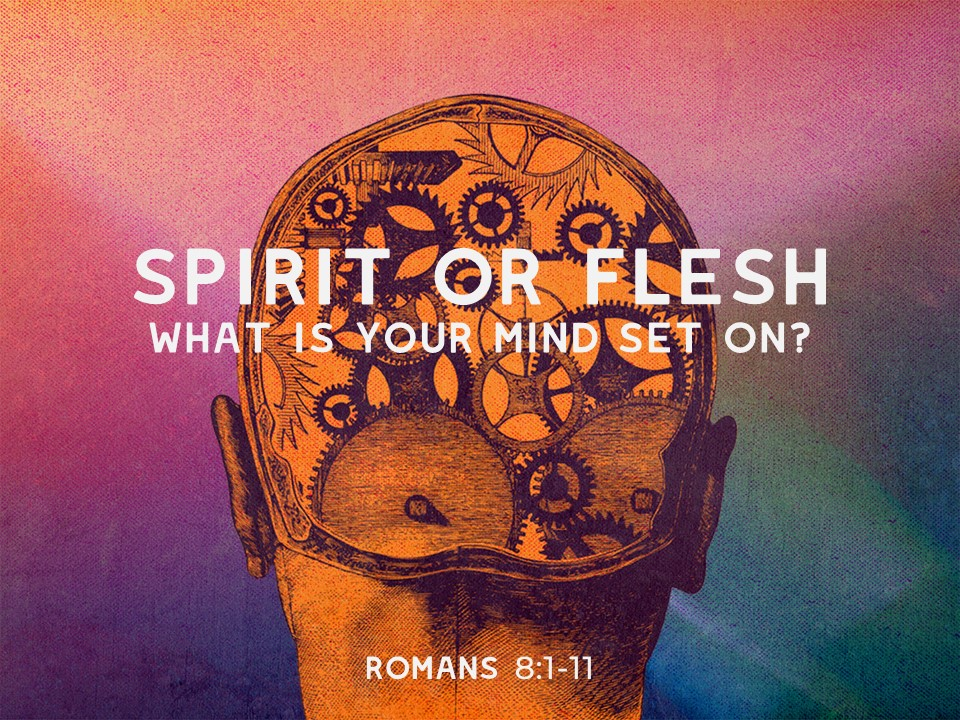 SPIRIT OR FLESH
WHAT IS YOUR MIND SET ON?
ROMANS 8:1-11